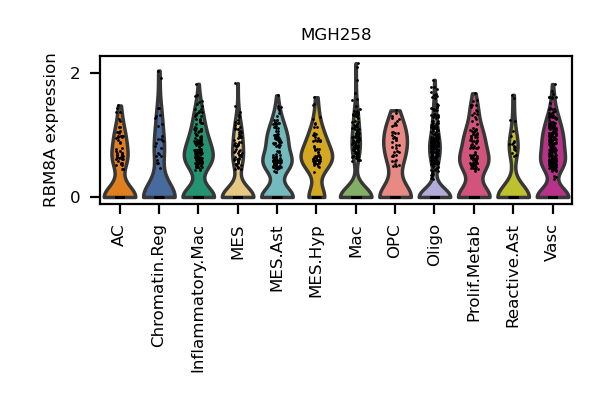 MGH258
RBM8A expression
2
0
AC
Chromatin.Reg
Inflammatory.Mac
MES
MES.Ast
MES.Hyp
Mac
OPC
Oligo
Prolif.Metab
Reactive.Ast
Vasc